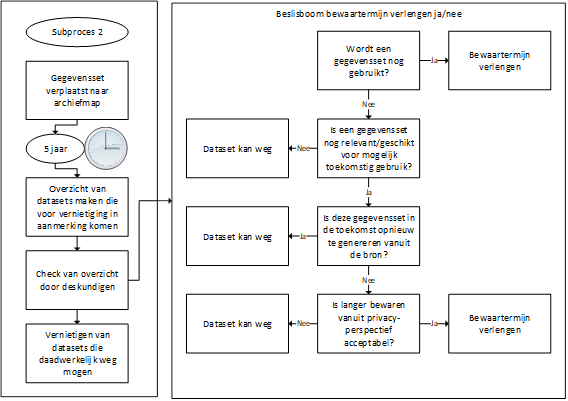 Subproces 2
Gegevensset
verplaatst naar
archiefmap
5 jaar
Overzicht van
datasets maken die
voor vernietiging in
aanmerking komen
Check van overzicht
door deskundigen
Vernietigen van
datasets die
daadwerkelijk weg
mogen
Beslisboom bewaartermijn verlengen ja/nee
Wordt een
gegevensset nog
gebruikt?
Ja
Bewaartermijn
verlengen
Nee
Is een gegevensset
nog relevant/geschikt
voor mogelijk
toekomstig gebruik?
Nee
Dataset kan weg
Ja
Is deze gegevensset in
de toekomst opnieuw
te genereren vanuit
de bron?
Ja
Dataset kan weg
Nee
Is langer bewaren
vanuit privacy-
perspectief
acceptabel?
Nee
Dataset kan weg
Ja
Bewaartermijn
verlengen